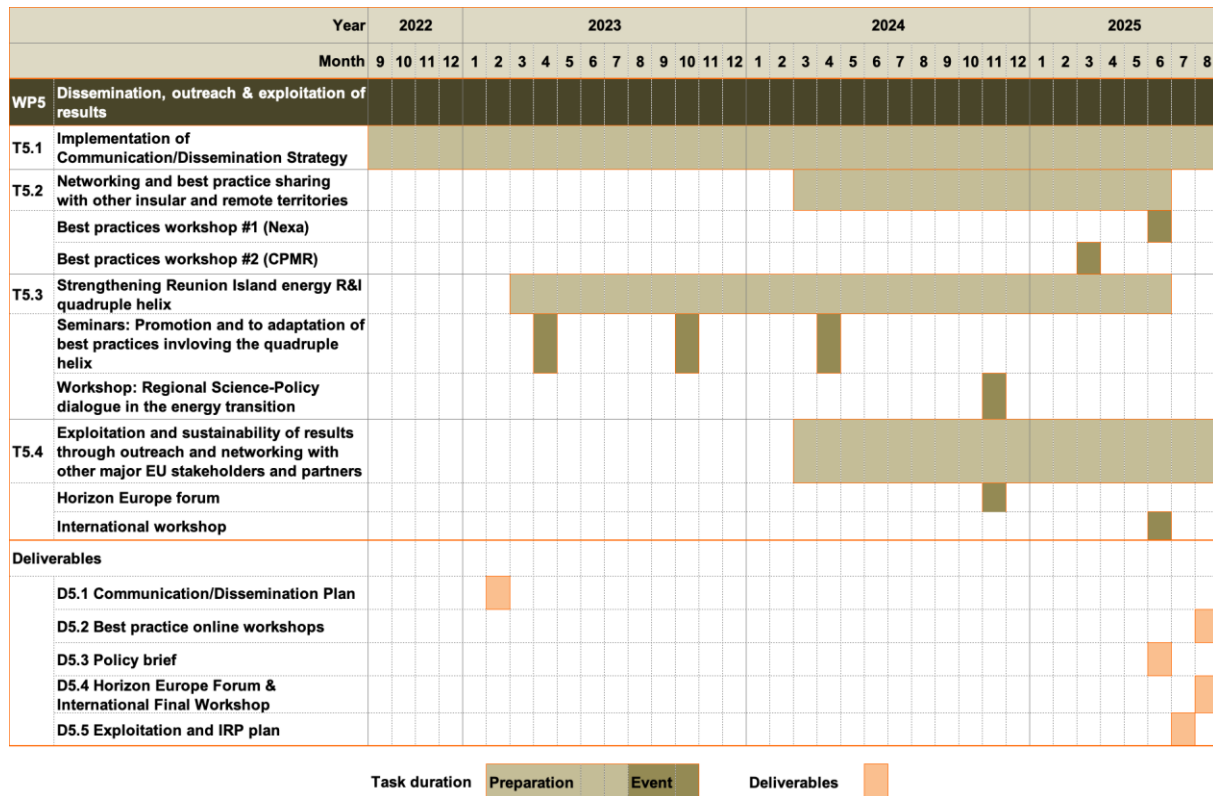 Year 2022 2023 2024 2025
Month 9 10 11 12 1 2 3 4 5 6 7 8 9 10 11 12 1 2 3 4 5 6 7 8 9 10 11 12 1 2 3 4 5 6 7 8
WP5 Dissemination, outreach & exploitation of
results
T5.1 Implementation of
Communication/Dissemination Strategy
T5.2 Networking and best practice sharing
with other insular and remote territories
Best practices workshop #1 (Nexa)
Best practices workshop #2 (CPMR)
T5.3 Strengthening Reunion Island energy R&I
quadruple helix
Seminars: Promotion and to adaptation of
best practices invloving the quadruple
helix
Workshop: Regional Science-Policy
dialogue in the energy transition
T5.4 Exploitation and sustainability of results
through outreach and networking with
other major EU stakeholders and partners
Horizon Europe forum
International workshop
Deliverables
D5.1 Communication/Dissemination Plan
D5.2 Best practice online workshops
D5.3 Policy brief
D5.4 Horizon Europe Forum &
International Final Workshop
D5.5 Exploitation and IRP plan
Task duration Preparation Event Deliverables